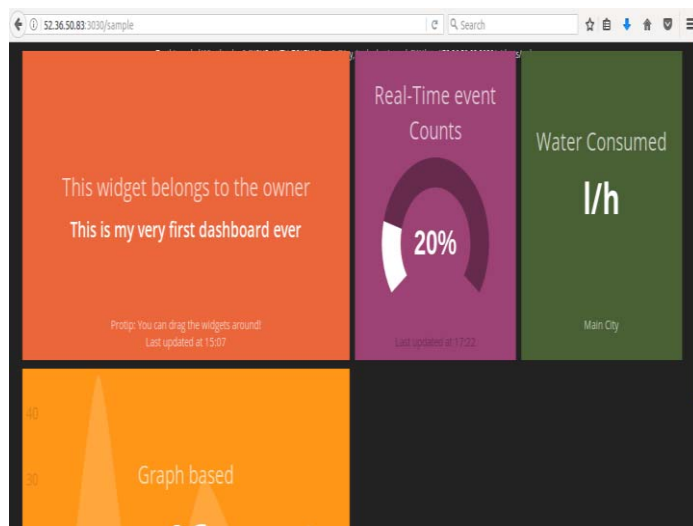 52.36.50.83:3030/sample
Search
This widget belongs to the owner
This is my very first dashboard ever
Protip: You can drag the widgets around!
Last updated at 15:07
Real-Time event
Counts
20%
Last updated at 17:22
Water Consumed
l/h
Main City
40
30
Graph based